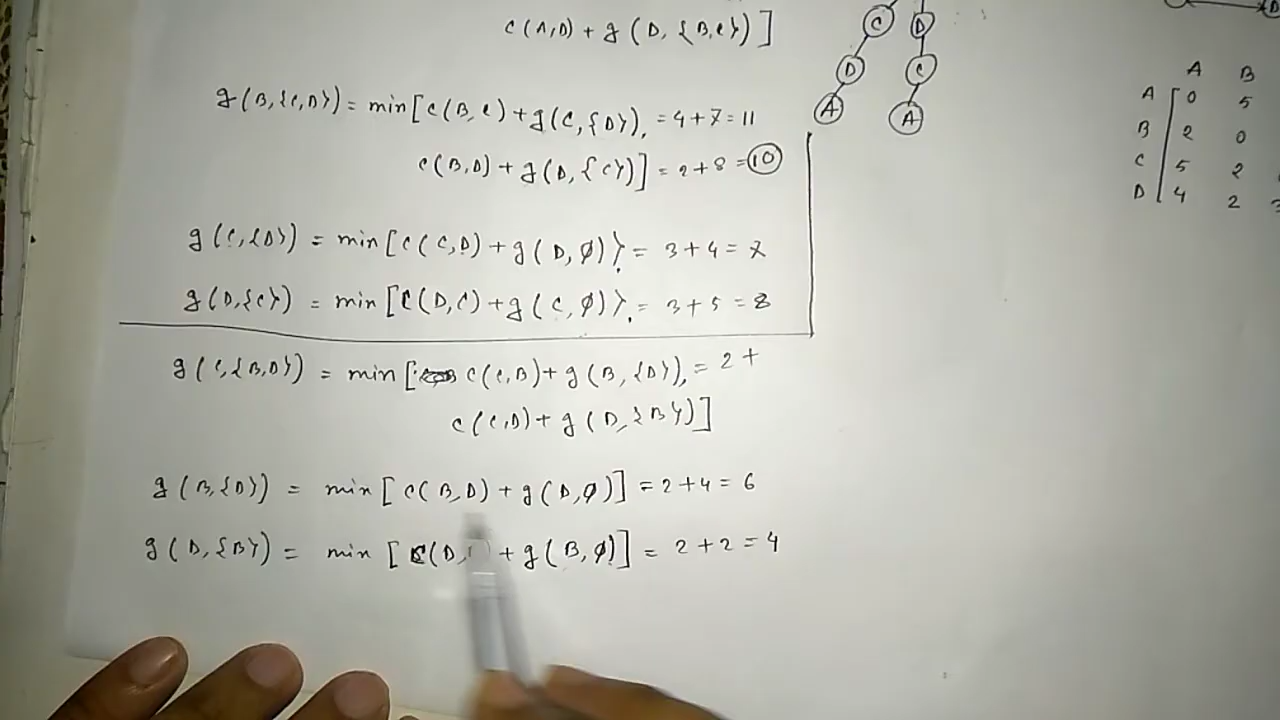 c(A,D) + g(D, {B,C})]
g(B,{C,D}) = min[c(B,C) + g(C,{D}), = 4+7 = 11
c(B,D) + g(D,{C})] = 2+8 = 10
g(C,{D}) = min[c(C,D) + g(D,∅)}. = 3+4 = 7
g(D,{C}) = min[c(D,C) + g(C,∅)}. = 3+5 = 8
g(C,{B,D}) = min[c(C,B) + g(B,{D}), = 2+
c(C,D) + g(D,{B})]
g(B,{D}) = min[c(B,D) + g(D,∅)] = 2+4 = 6
g(D,{B}) = min[c(D, + g(B,∅)] = 2+2 = 4
C D
D C
A A
A B
A 0 5
B 2 0
C 5 2
D 4 2